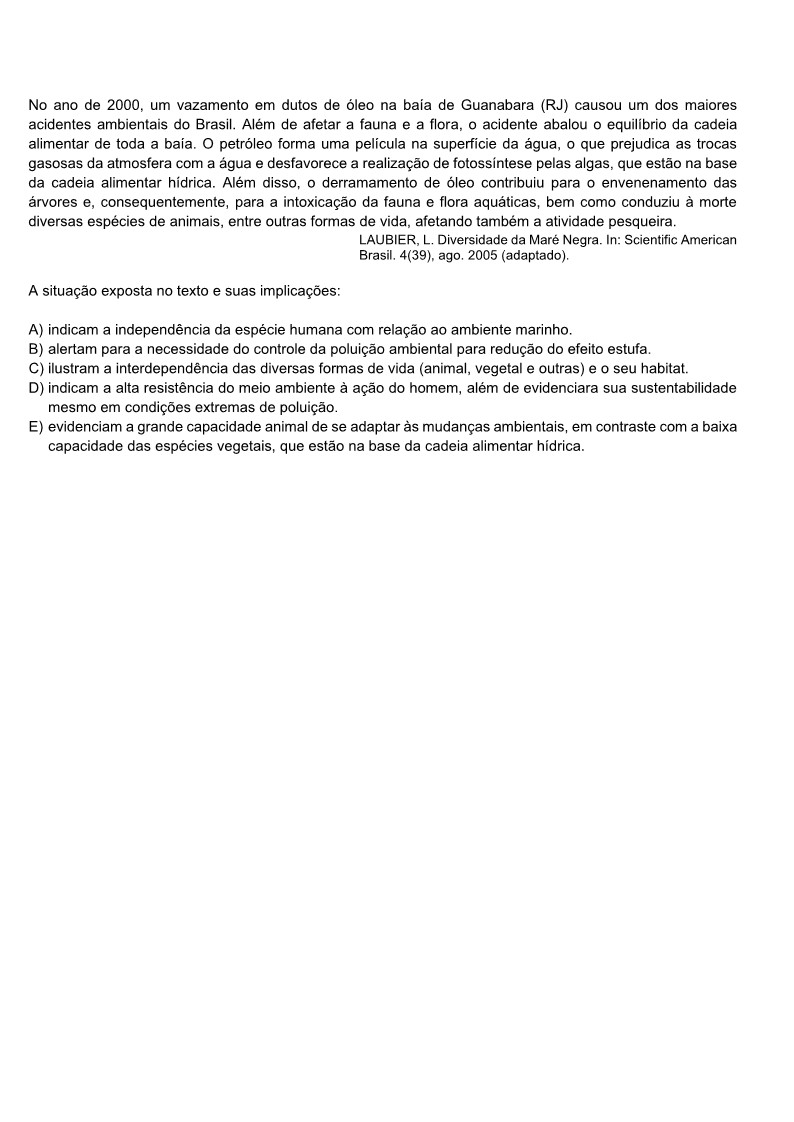 No ano de 2000, um vazamento em dutos de óleo na baía de Guanabara (RJ) causou um dos maiores
acidentes ambientais do Brasil. Além de afetar a fauna e a flora, o acidente abalou o equilíbrio da cadeia
alimentar de toda a baía. O petróleo forma uma película na superfície da água, o que prejudica as trocas
gasosas da atmosfera com a água e desfavorece a realização de fotossíntese pelas algas, que estão na base
da cadeia alimentar hídrica. Além disso, o derramamento de óleo contribuiu para o envenenamento das
árvores e, consequentemente, para a intoxicação da fauna e flora aquáticas, bem como conduziu à morte
diversas espécies de animais, entre outras formas de vida, afetando também a atividade pesqueira.
LAUBIER, L. Diversidade da Maré Negra. In: Scientific American
Brasil. 4(39), ago. 2005 (adaptado).
A situação exposta no texto e suas implicações:
A) indicam a independência da espécie humana com relação ao ambiente marinho.
B) alertam para a necessidade do controle da poluição ambiental para redução do efeito estufa.
C) ilustram a interdependência das diversas formas de vida (animal, vegetal e outras) e o seu habitat.
D) indicam a alta resistência do meio ambiente à ação do homem, além de evidenciara sua sustentabilidade
mesmo em condições extremas de poluição.
E) evidenciam a grande capacidade animal de se adaptar às mudanças ambientais, em contraste com a baixa
capacidade das espécies vegetais, que estão na base da cadeia alimentar hídrica.